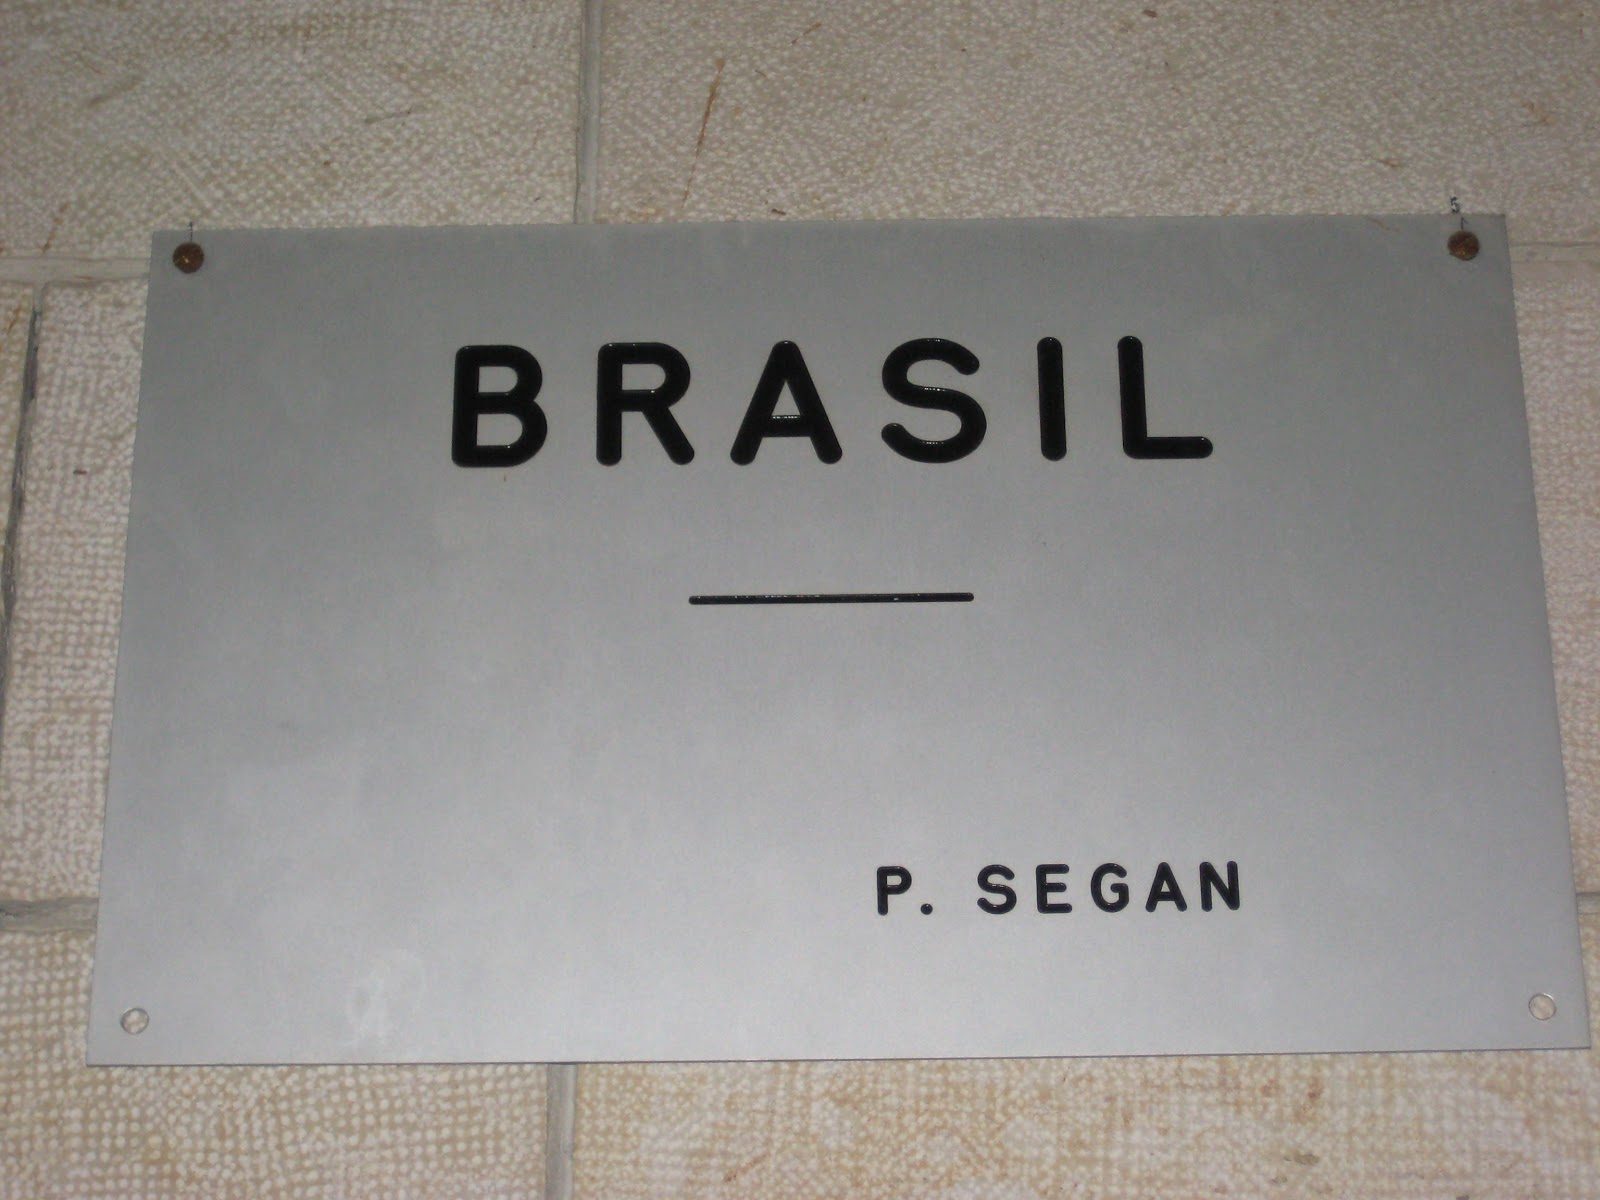 BRASIL
P. SEGAN